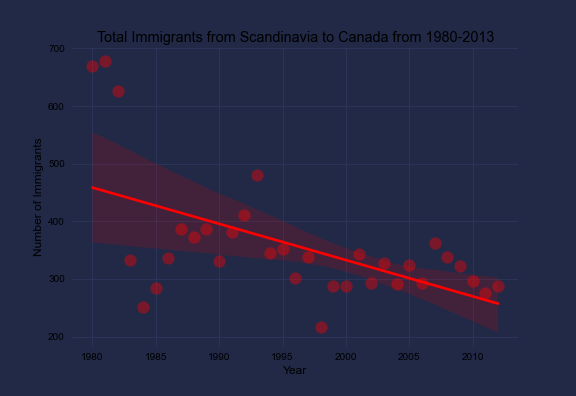 Total Immigrants from Scandinavia to Canada from 1980-2013
700
600
500
400
300
200
Number of Immigrants
1980 1985 1990 1995 2000 2005 2010
Year